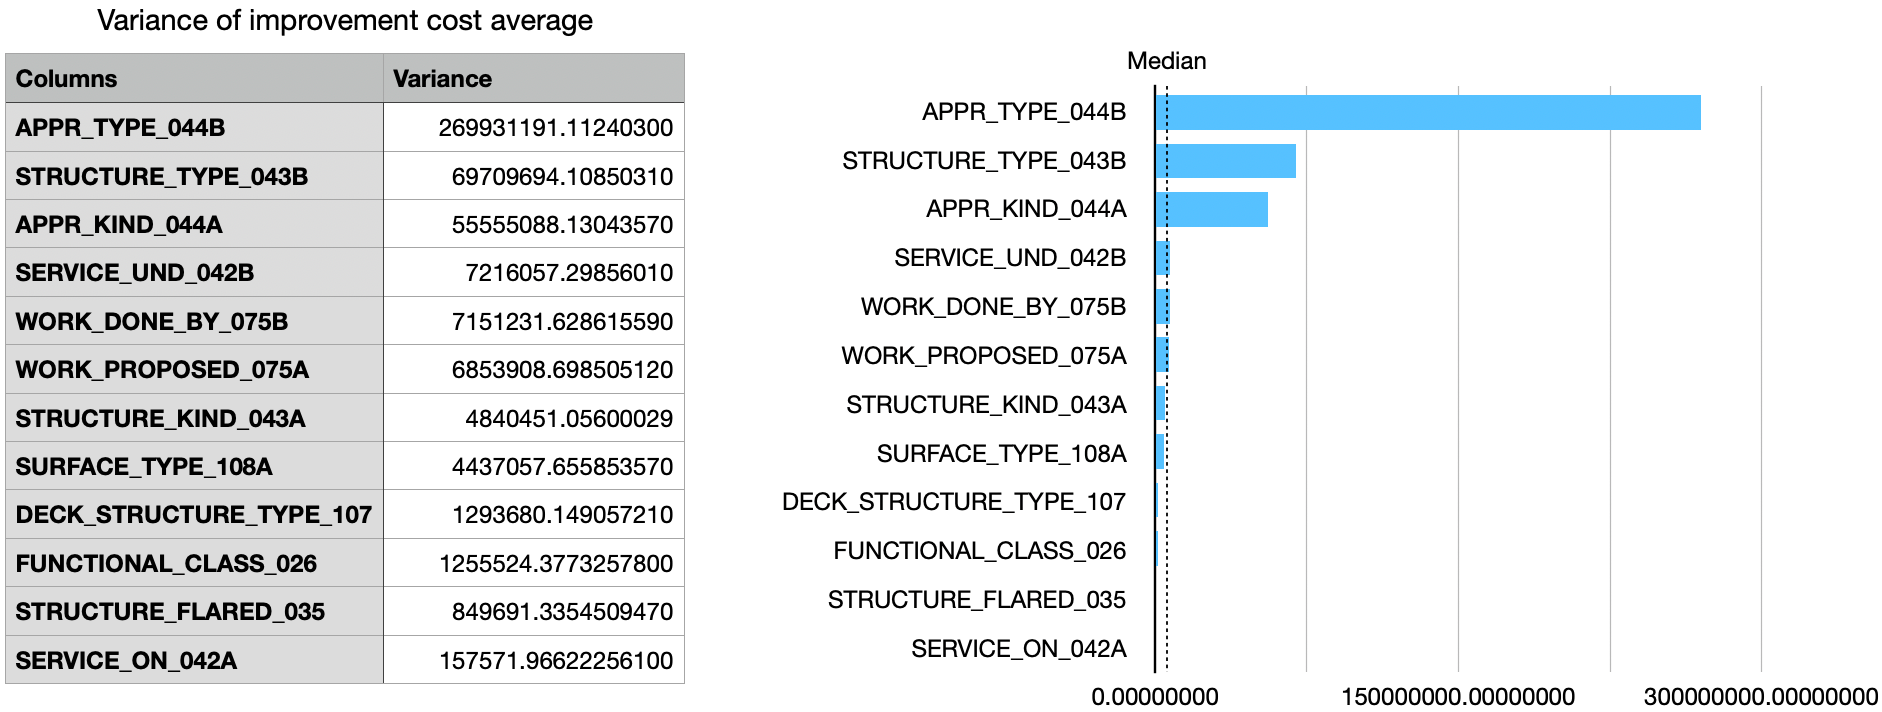 Variance of improvement cost average
Columns Variance
APPR_TYPE_044B 269931191.11240300
STRUCTURE_TYPE_043B 69709694.10850310
APPR_KIND_044A 55555088.13043570
SERVICE_UND_042B 7216057.29856010
WORK_DONE_BY_075B 7151231.628615590
WORK_PROPOSED_075A 6853908.698505120
STRUCTURE_KIND_043A 4840451.05600029
SURFACE_TYPE_108A 4437057.655853570
DECK_STRUCTURE_TYPE_107 1293680.149057210
FUNCTIONAL_CLASS_026 1255524.3773257800
STRUCTURE_FLARED_035 849691.3354509470
SERVICE_ON_042A 157571.96622256100
Median
APPR_TYPE_044B
STRUCTURE_TYPE_043B
APPR_KIND_044A
SERVICE_UND_042B
WORK_DONE_BY_075B
WORK_PROPOSED_075A
STRUCTURE_KIND_043A
SURFACE_TYPE_108A
DECK_STRUCTURE_TYPE_107
FUNCTIONAL_CLASS_026
STRUCTURE_FLARED_035
SERVICE_ON_042A
0.00000000 150000000.00000000 300000000.00000000